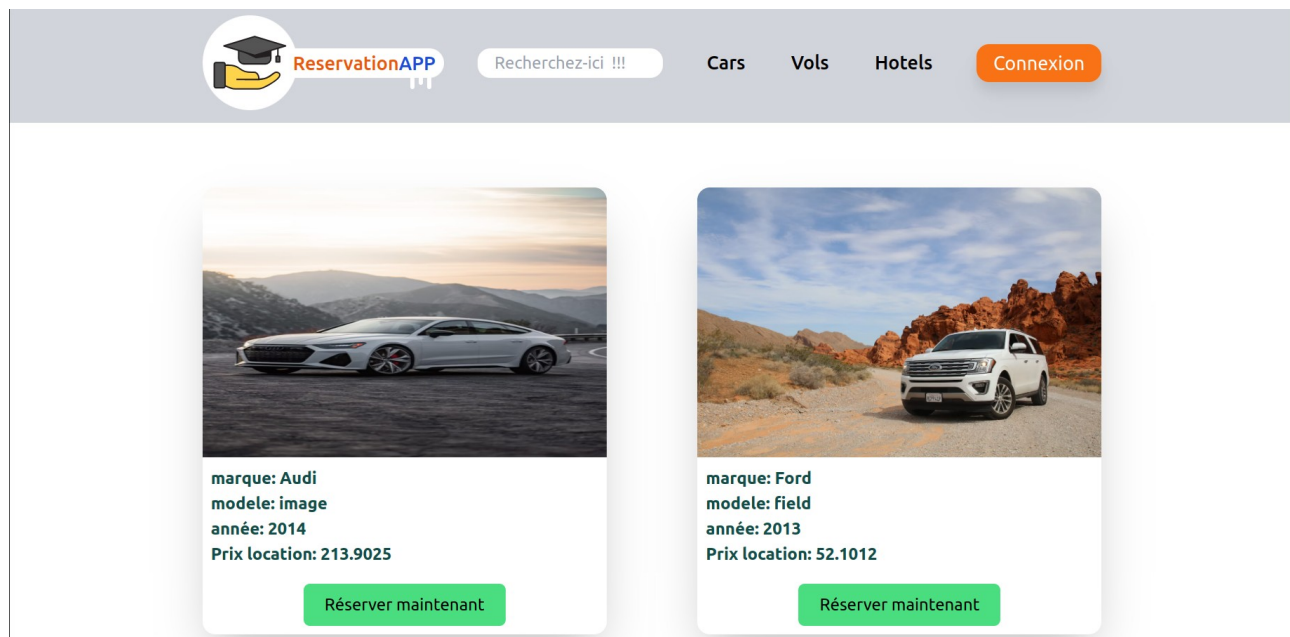 ReservationAPP
Recherchez-ici !!!
Cars
Vols
Hotels
Connexion
marque: Audi
modele: image
année: 2014
Prix location: 213.9025
Réserver maintenant
marque: Ford
modele: field
année: 2013
Prix location: 52.1012
Réserver maintenant